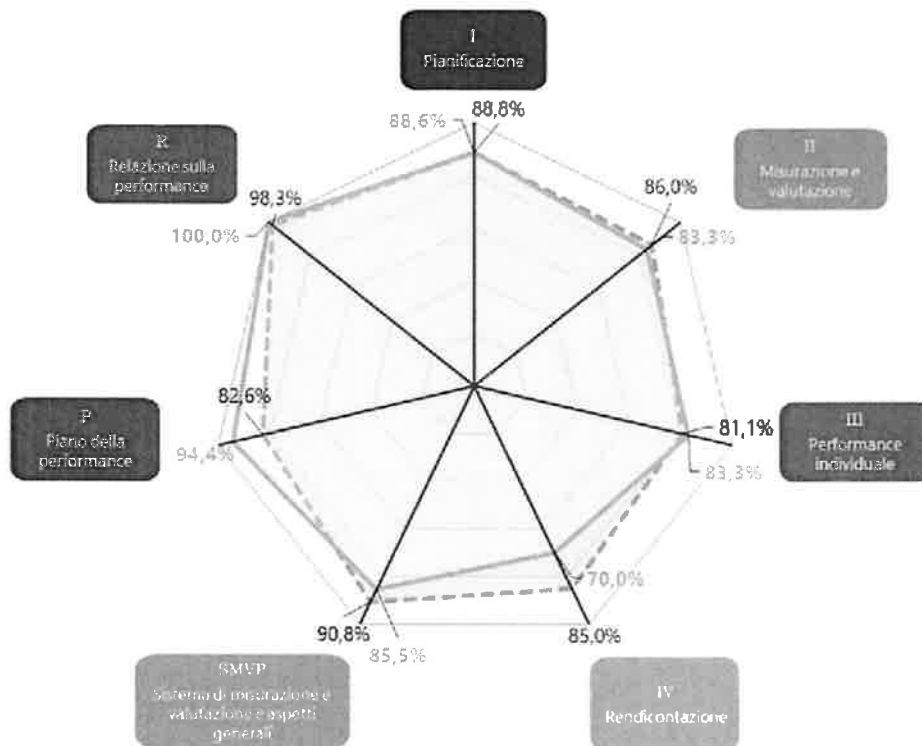 I
Pianificazione
88,6%
88,8%
R
Relazione sulla
performance
98,3%
100,0%
II
Misurazione e
valutazione
86,0%
83,3%
82,6%
P
Piano della
performance
94,4%
81,1%
III
Performance
individuale
83,3%
70,0%
90,8%
85,5%
85,0%
SMVP
Sistema di misurazione e
valutazione e aspetti
generali
IV
Rendicontazione